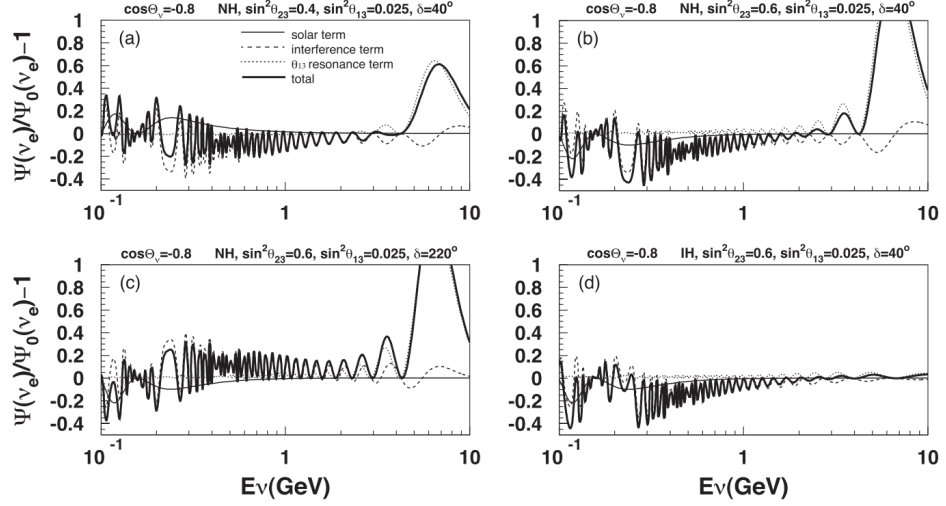 cosΘν=-0.8 NH, sin²θ23=0.4, sin²θ13=0.025, δ=40°
(a)
solar term
interference term
θ13 resonance term
total
Ψ(νe)/Ψ0(νe)−1
1
0.8
0.6
0.4
0.2
0
-0.2
-0.4
10-1 1 10
cosΘν=-0.8 NH, sin²θ23=0.6, sin²θ13=0.025, δ=40°
(b)
1
0.8
0.6
0.4
0.2
0
-0.2
-0.4
10-1 1 10
cosΘν=-0.8 NH, sin²θ23=0.6, sin²θ13=0.025, δ=220°
(c)
Ψ(νe)/Ψ0(νe)−1
1
0.8
0.6
0.4
0.2
0
-0.2
-0.4
10-1 1 10
Eν(GeV)
cosΘν=-0.8 IH, sin²θ23=0.6, sin²θ13=0.025, δ=40°
(d)
1
0.8
0.6
0.4
0.2
0
-0.2
-0.4
10-1 1 10
Eν(GeV)